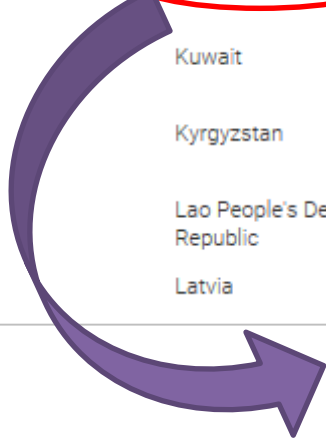 Kuwait
Kyrgyzstan
Lao People's De
Republic
Latvia